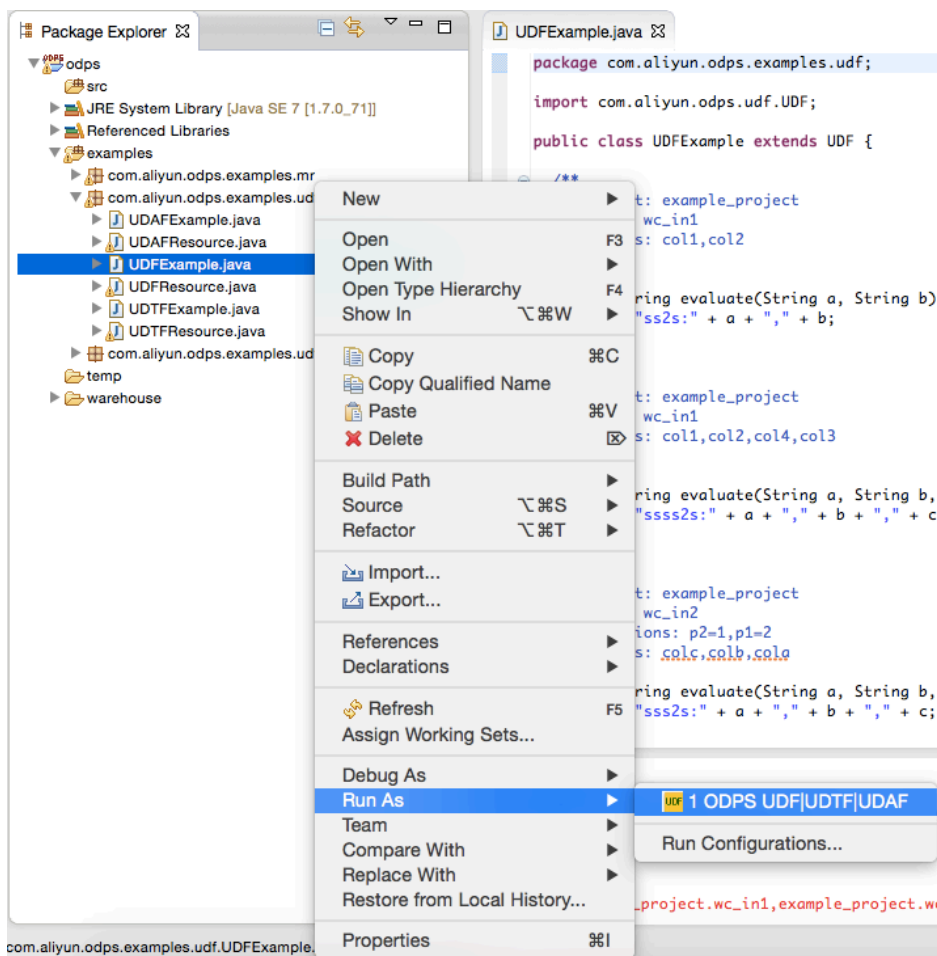 Package Explorer
odps
src
JRE System Library [Java SE 7 [1.7.0_71]]
Referenced Libraries
examples
com.aliyun.odps.examples.mr
com.aliyun.odps.examples.ud
UDAFExample.java
UDAFResource.java
UDFExample.java
UDFResource.java
UDTFExample.java
UDTFResource.java
com.aliyun.odps.examples.ud
temp
warehouse
com.aliyun.odps.examples.udf.UDFExample.
New
Open F3
Open With
Open Type Hierarchy F4
Show In ⌥⌘W
Copy ⌘C
Copy Qualified Name
Paste ⌘V
Delete ⌦
Build Path
Source ⌥⌘S
Refactor ⌥⌘T
Import...
Export...
References
Declarations
Refresh F5
Assign Working Sets...
Debug As
Run As
Team
Compare With
Replace With
Restore from Local History...
Properties ⌘I
UDF 1 ODPS UDF|UDTF|UDAF
Run Configurations...
UDFExample.java
package com.aliyun.odps.examples.udf;
import com.aliyun.odps.udf.UDF;
public class UDFExample extends UDF {
/**
t: example_project
wc_in1
s: col1,col2
ring evaluate(String a, String b)
"ss2s:" + a + "," + b;
t: example_project
wc_in1
s: col1,col2,col4,col3
ring evaluate(String a, String b,
"ssss2s:" + a + "," + b + "," + c
t: example_project
wc_in2
ions: p2=1,p1=2
s: colc,colb,cola
ring evaluate(String a, String b,
"sss2s:" + a + "," + b + "," + c;
_project.wc_in1,example_project.w